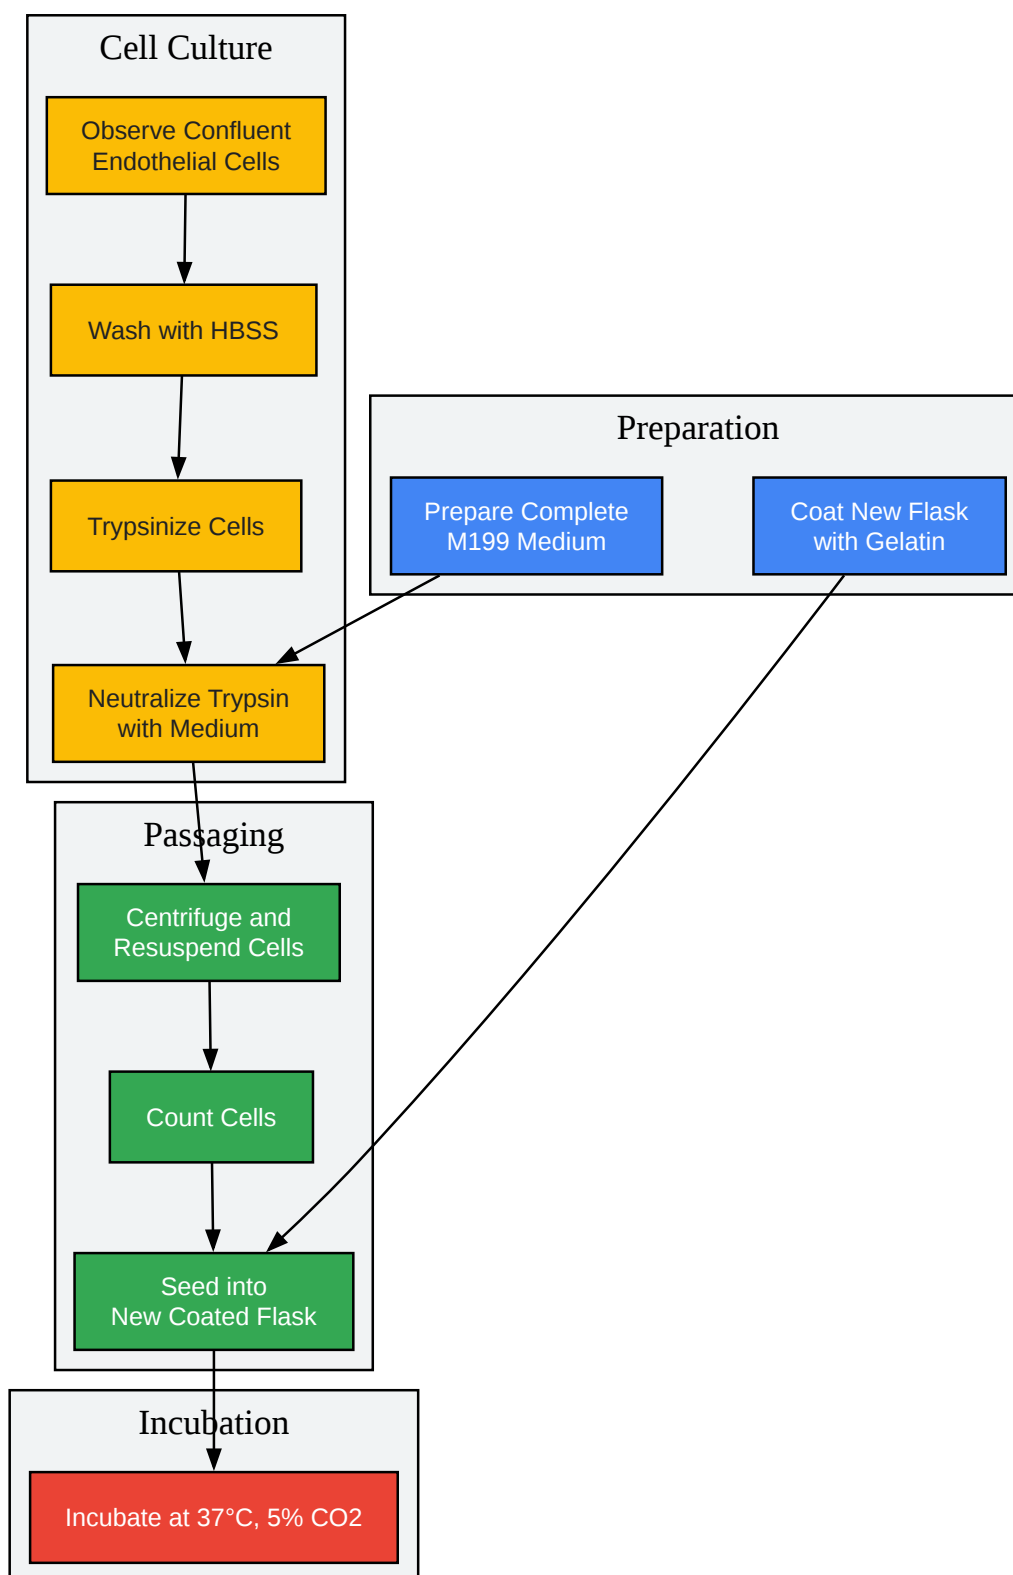 Cell Culture
Observe Confluent
Endothelial Cells
Wash with HBSS
Preparation
Trypsinize Cells
Prepare Complete
M199 Medium
Coat New Flask
with Gelatin
Neutralize Trypsin
with Medium
Passaging
Centrifuge and
Resuspend Cells
Count Cells
Seed into
New Coated Flask
Incubation
Incubate at 37°C, 5% CO2